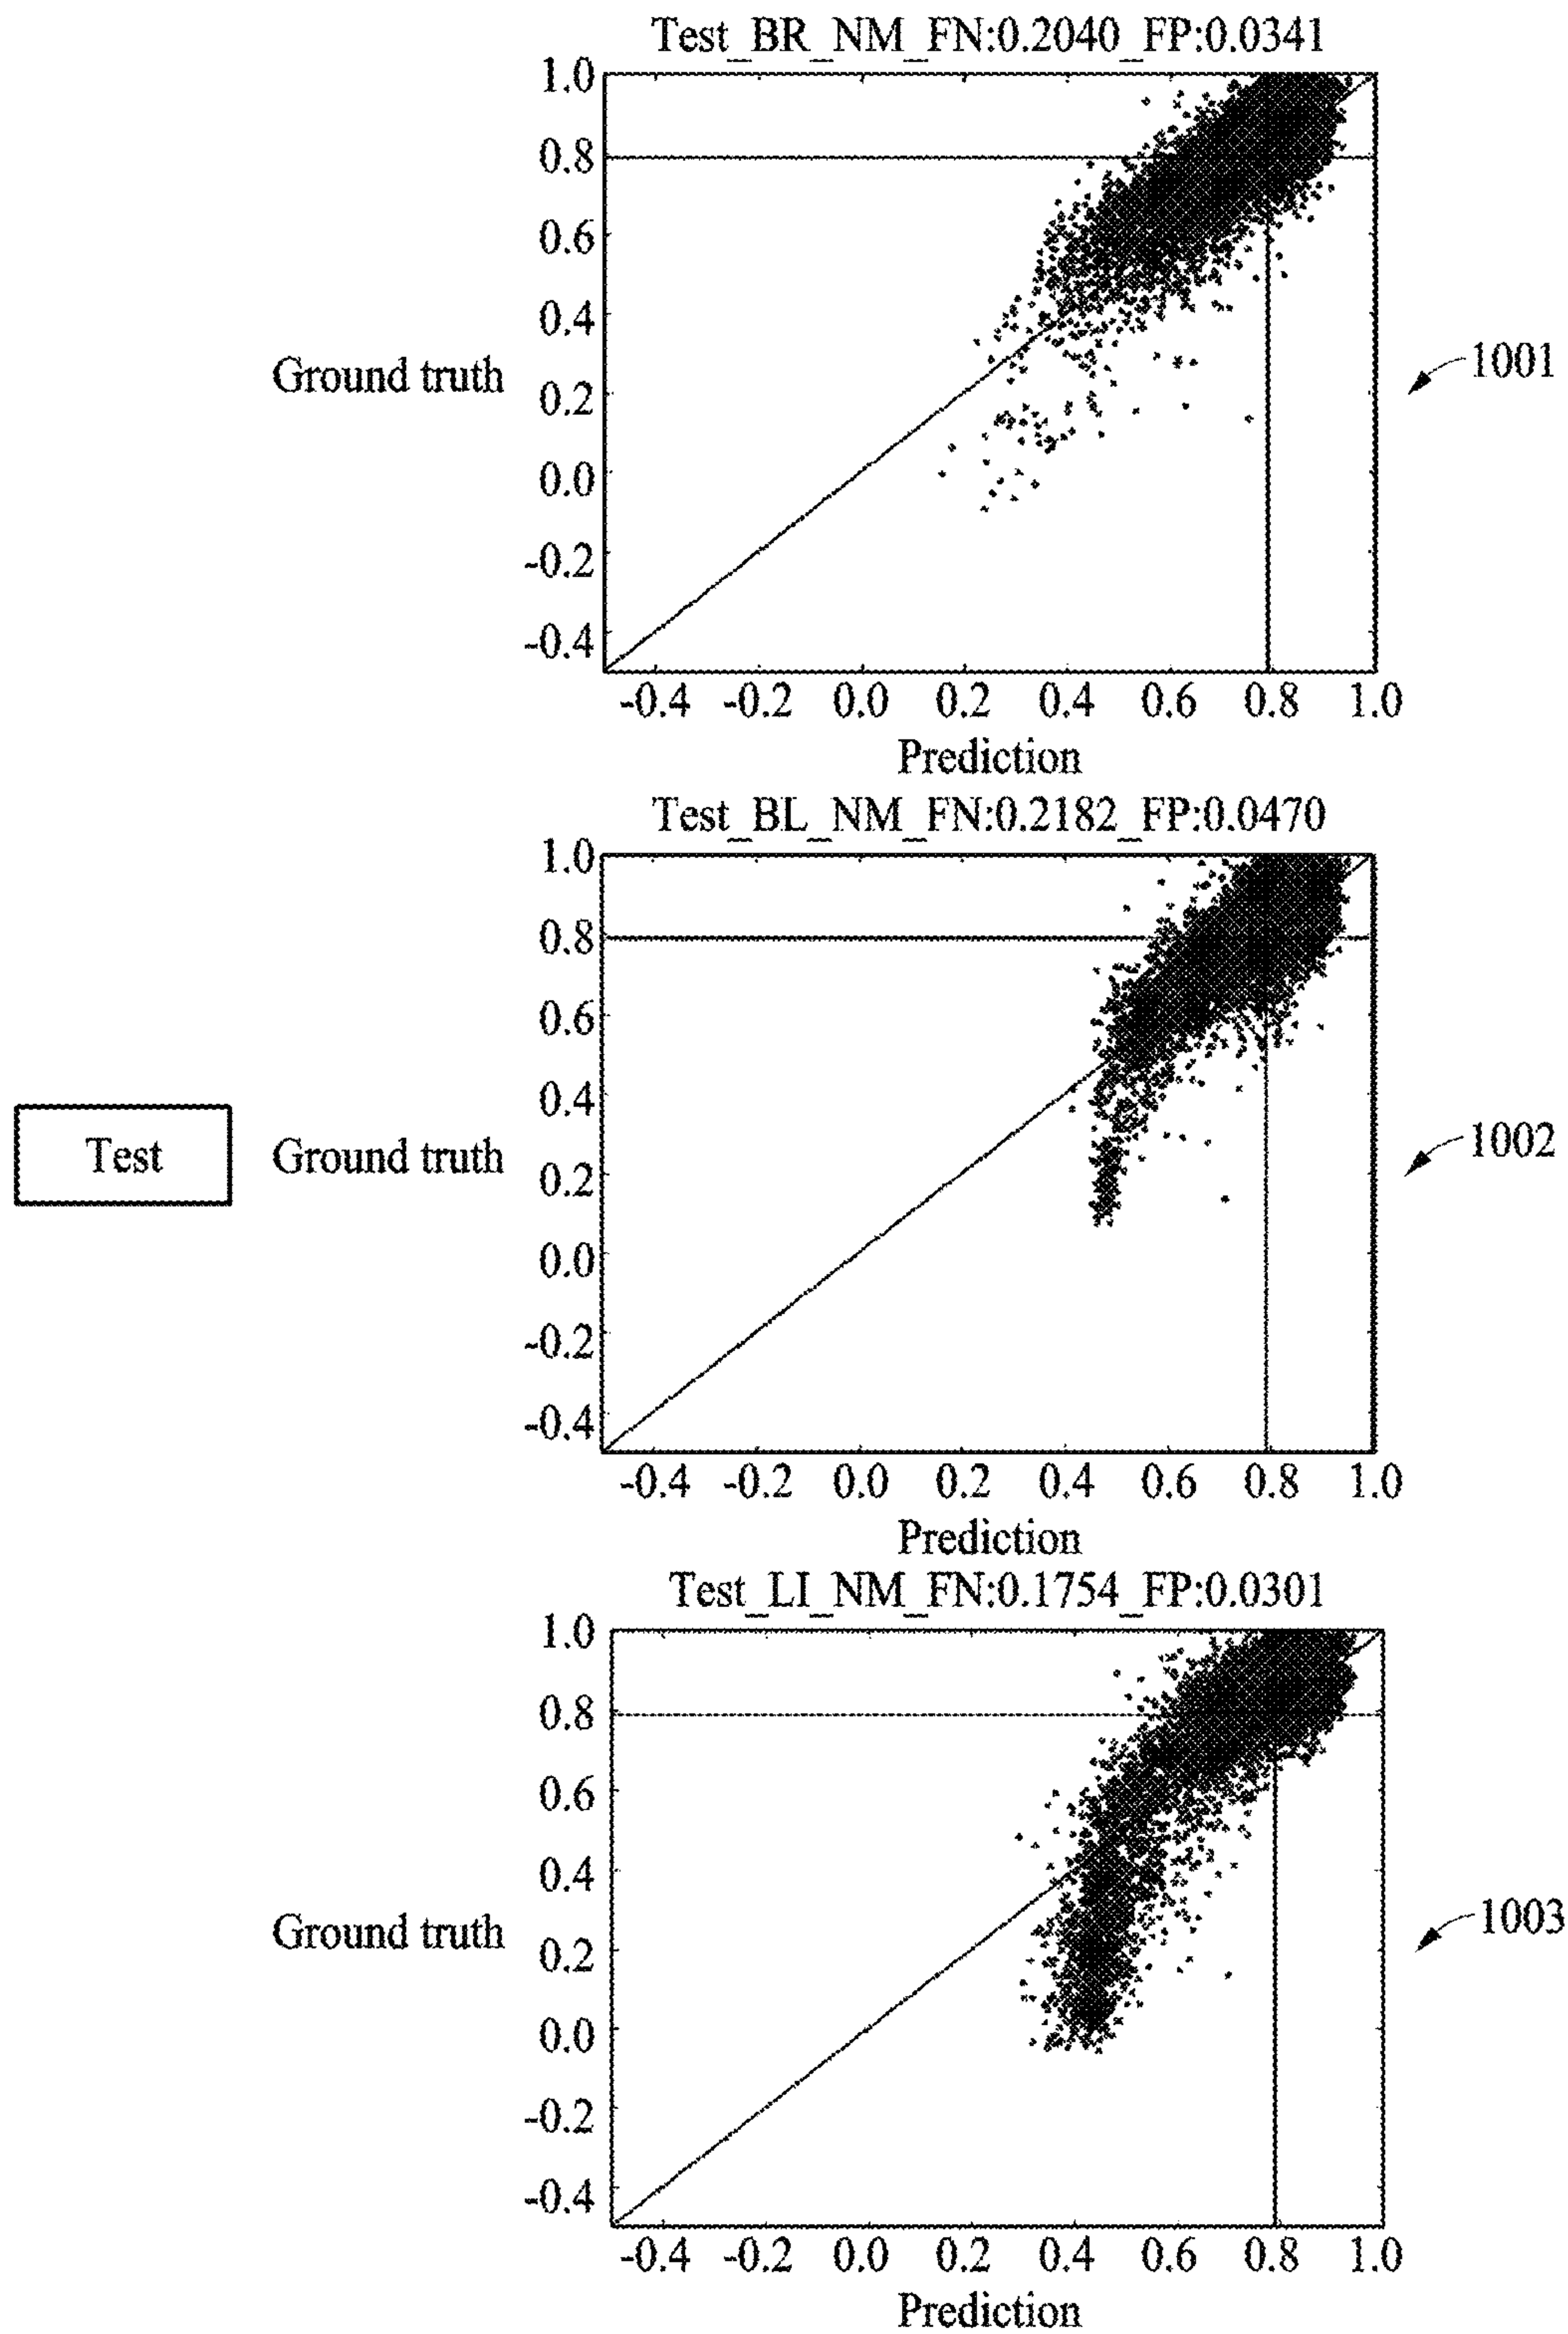 Test_BR_NM_FN:0.2040_FP:0.0341
1.0
0.8
0.6
0.4
0.2
0.0
-0.2
-0.4
Ground truth
-0.4 -0.2 0.0 0.2 0.4 0.6 0.8 1.0
Prediction
1001
Test_BL_NM_FN:0.2182_FP:0.0470
1.0
0.8
0.6
0.4
0.2
0.0
-0.2
-0.4
Test
Ground truth
-0.4 -0.2 0.0 0.2 0.4 0.6 0.8 1.0
Prediction
1002
Test_LI_NM_FN:0.1754_FP:0.0301
1.0
0.8
0.6
0.4
0.2
0.0
-0.2
-0.4
Ground truth
-0.4 -0.2 0.0 0.2 0.4 0.6 0.8 1.0
Prediction
1003